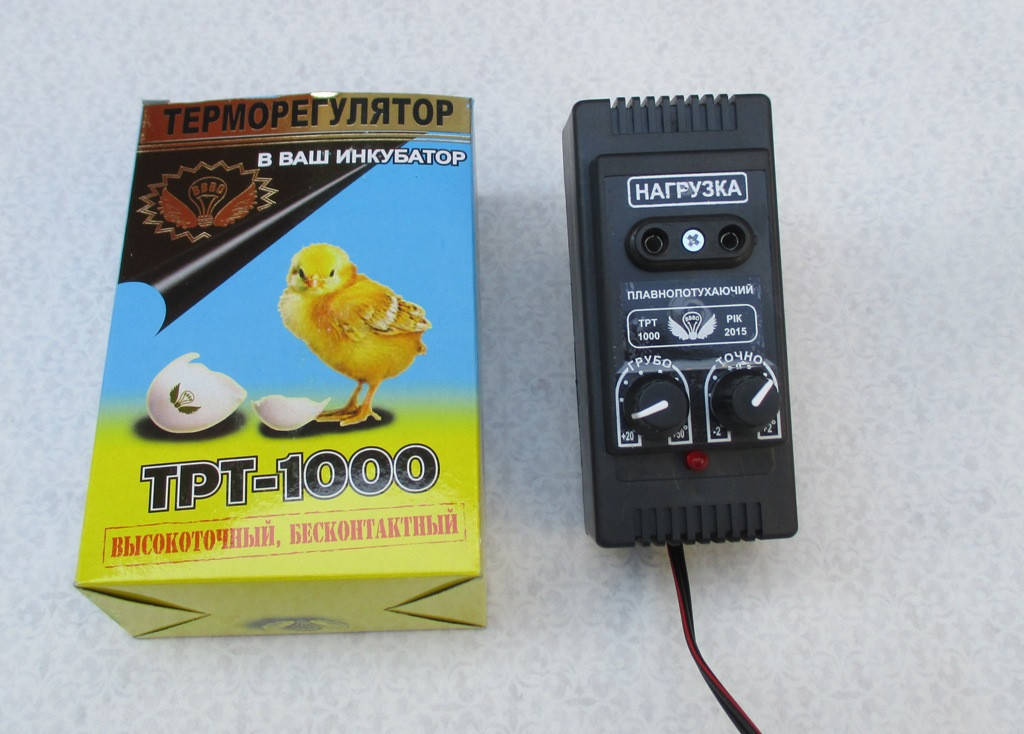 ТЕРМОРЕГУЛЯТОР
В ВАШ ИНКУБАТОР
ТРТ-1000
ВЫСОКОТОЧНЫЙ, БЕСКОНТАКТНЫЙ
НАГРУЗКА
ПЛАВНОПОТУХАЮЧИЙ
ТРТ РІК
1000 2015
ГРУБО ТОЧНО
+20° +50° -2° +2°